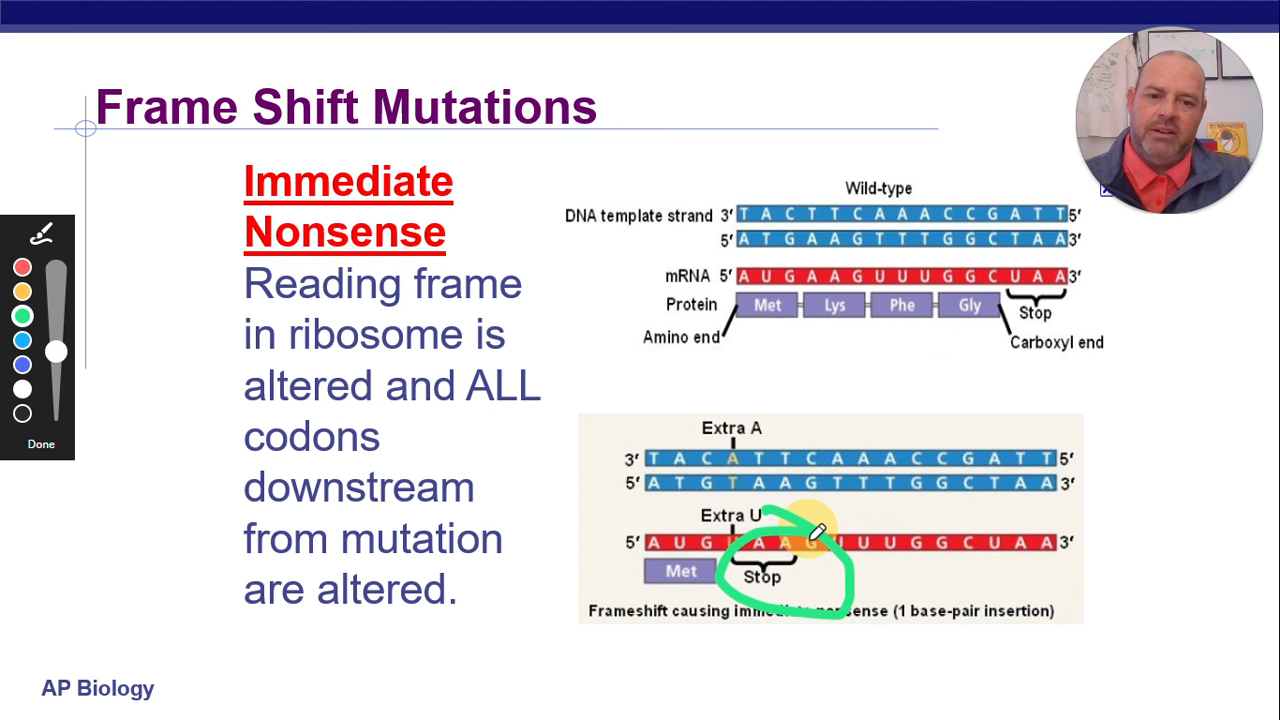 Frame Shift Mutations
Immediate
Nonsense
Reading frame
in ribosome is
altered and ALL
codons
downstream
from mutation
are altered.
Wild-type
DNA template strand 3′ T A C T T C A A A C C G A T T 5′
5′ A T G A A G T T T G G C T A A 3′
mRNA 5′ A U G A A G U U U G G C U A A 3′
Protein Met Lys Phe Gly
Stop
Amino end
Carboxyl end
Extra A
3′ T A C A T T C A A A C C G A T T 5′
5′ A T G T A A G T T T G G C T A A 3′
Extra U
5′ A U G U A A G U U U G G C U A A 3′
Met
Stop
Frameshift causing immediate nonsense (1 base-pair insertion)
Done
AP Biology